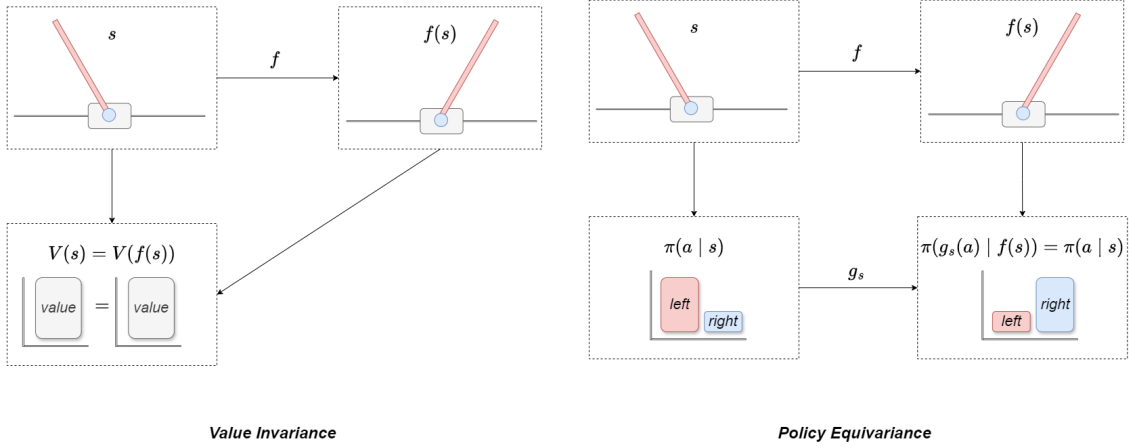 s
f
f(s)
V(s) = V(f(s))
value = value
Value Invariance
s
f
f(s)
π(a | s)
left
right
g_s
π(g_s(a) | f(s)) = π(a | s)
left
right
Policy Equivariance